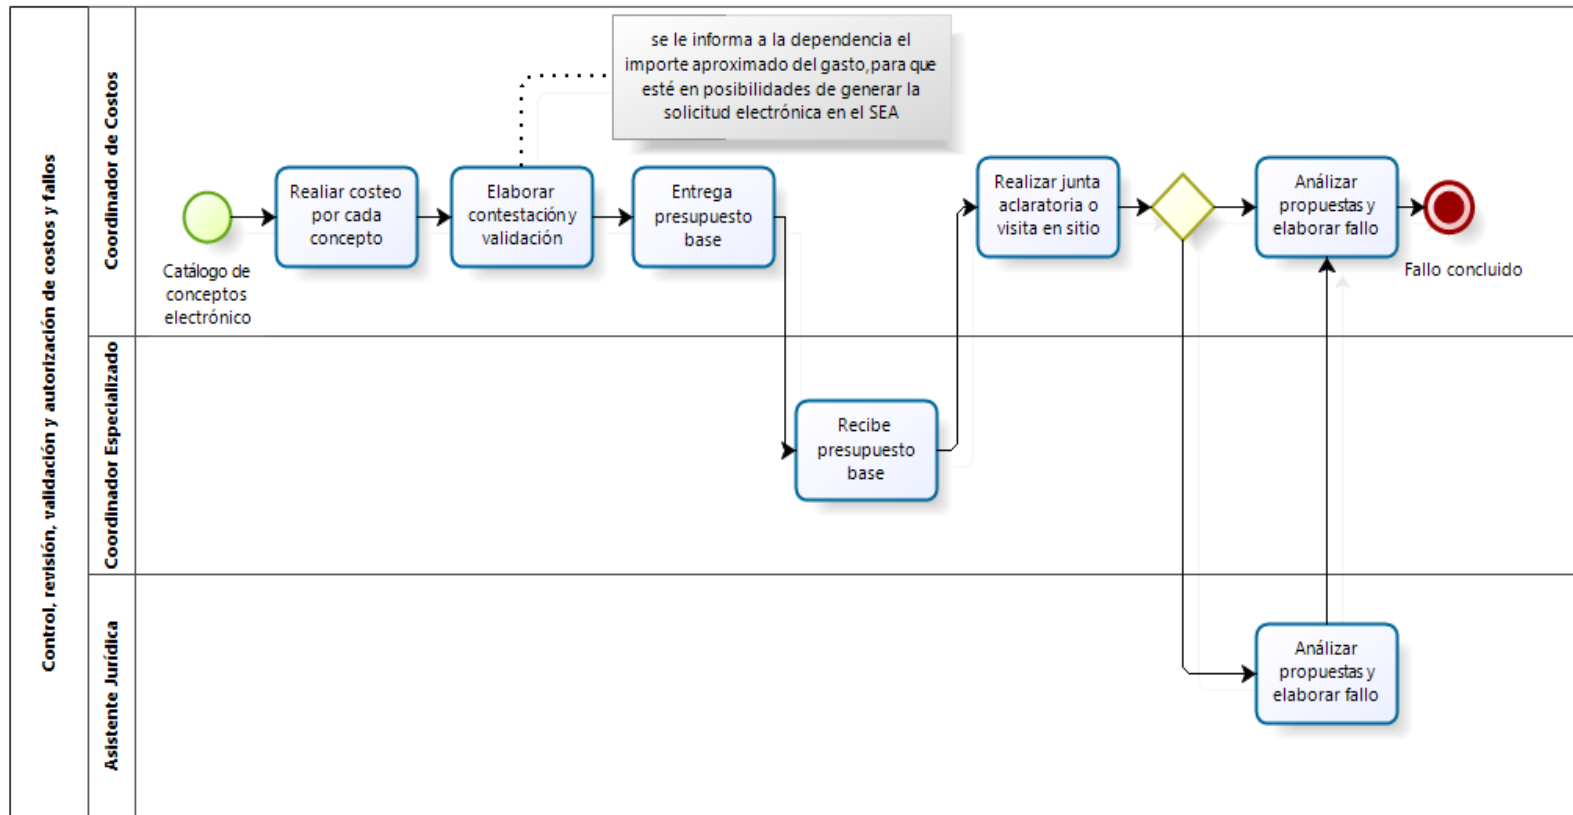 Control, revisión, validación y autorización de costos y fallos
Coordinador de Costos
se le informa a la dependencia el
importe aproximado del gasto,para que
esté en posibilidades de generar la
solicitud electrónica en el SEA
Catálogo de
conceptos
electrónico
Realiar costeo
por cada
concepto
Elaborar
contestación y
validación
Entrega
presupuesto
base
Realizar junta
aclaratoria o
visita en sitio
Análizar
propuestas y
elaborar fallo
Fallo concluido
Coordinador Especializado
Recibe
presupuesto
base
Asistente Jurídica
Análizar
propuestas y
elaborar fallo